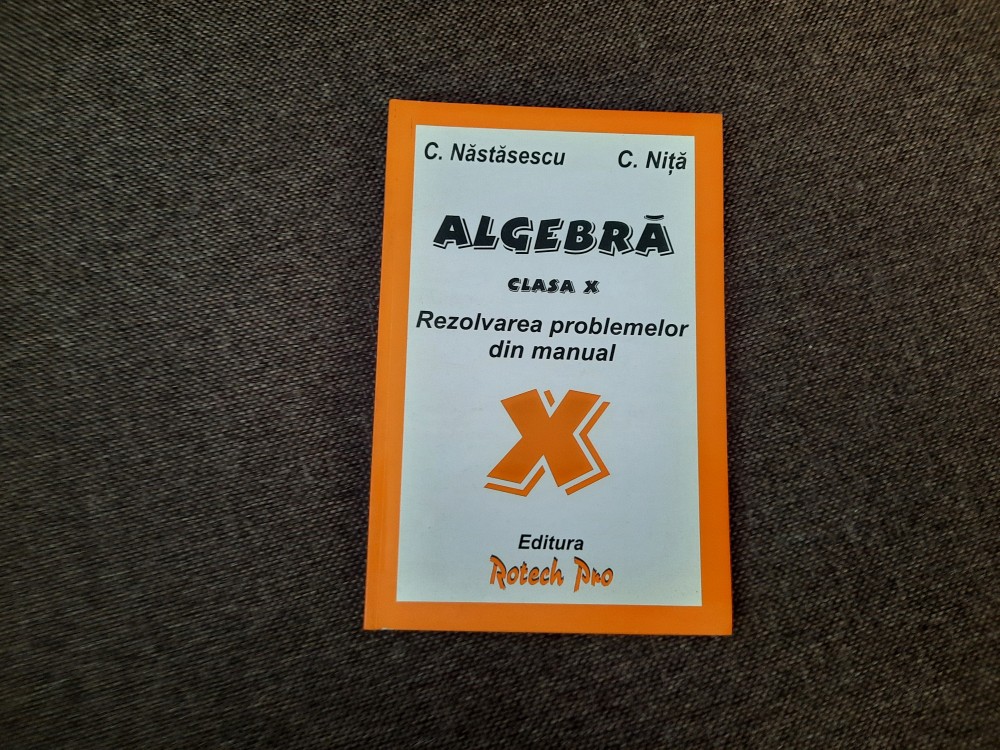 C. Năstăsescu C. Niță
ALGEBRĂ
CLASA X
Rezolvarea problemelor
din manual
X
Editura
Rotech Pro